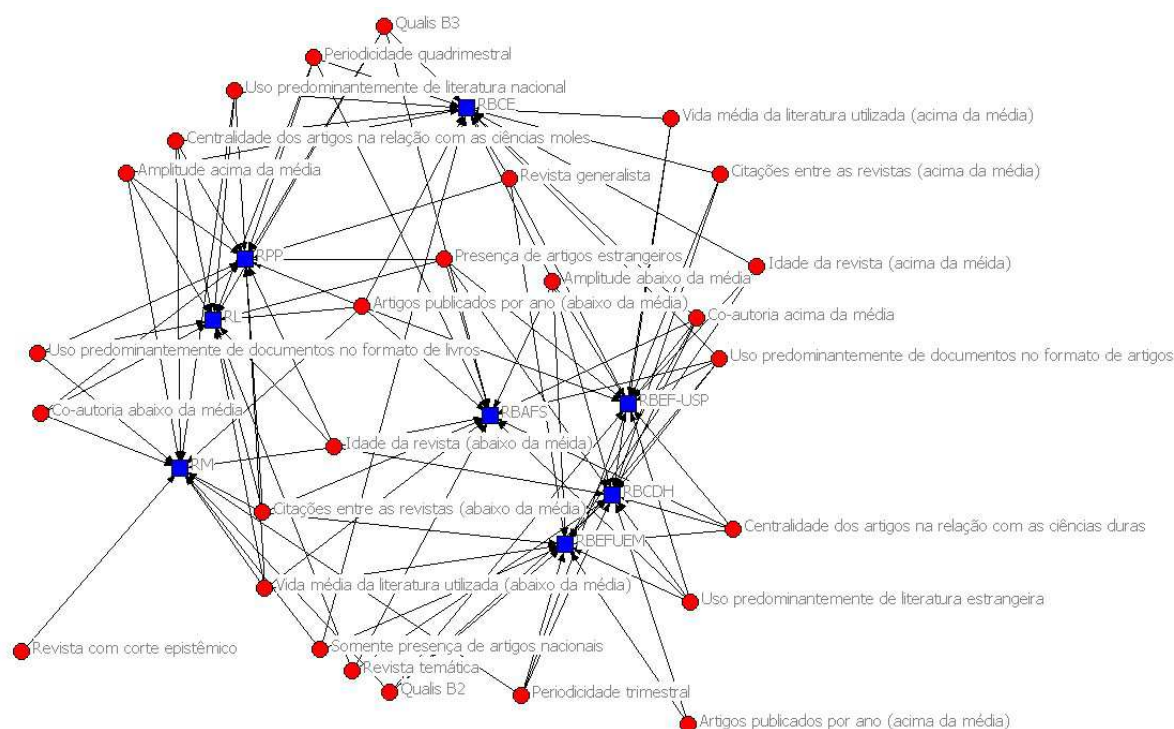 Qualis B3
Periodicidade quadrimestral
Uso predominantemente de literatura nacional
RBCE
Vida média da literatura utilizada (acima da média)
Centralidade dos artigos na relação com as ciências moles
Amplitude acima da média
Revista generalista
Citações entre as revistas (acima da média)
RPP
Presença de artigos estrangeiros
Idade da revista (acima da méida)
Amplitude abaixo da média
Artigos publicados por ano (abaixo da média)
RL
Co-autoria acima da média
Uso predominantemente de documentos no formato de livros
Uso predominantemente de documentos no formato de artigos
Co-autoria abaixo da média
RBAFS
RBEF-USP
Idade da revista (abaixo da méida)
RM
RBCDH
Citações entre as revistas (abaixo da média)
Centralidade dos artigos na relação com as ciências duras
RBEFUEM
Vida média da literatura utilizada (abaixo da média)
Uso predominantemente de literatura estrangeira
Revista com corte epistêmico
Somente presença de artigos nacionais
Revista temática
Qualis B2
Periodicidade trimestral
Artigos publicados por ano (acima da média)